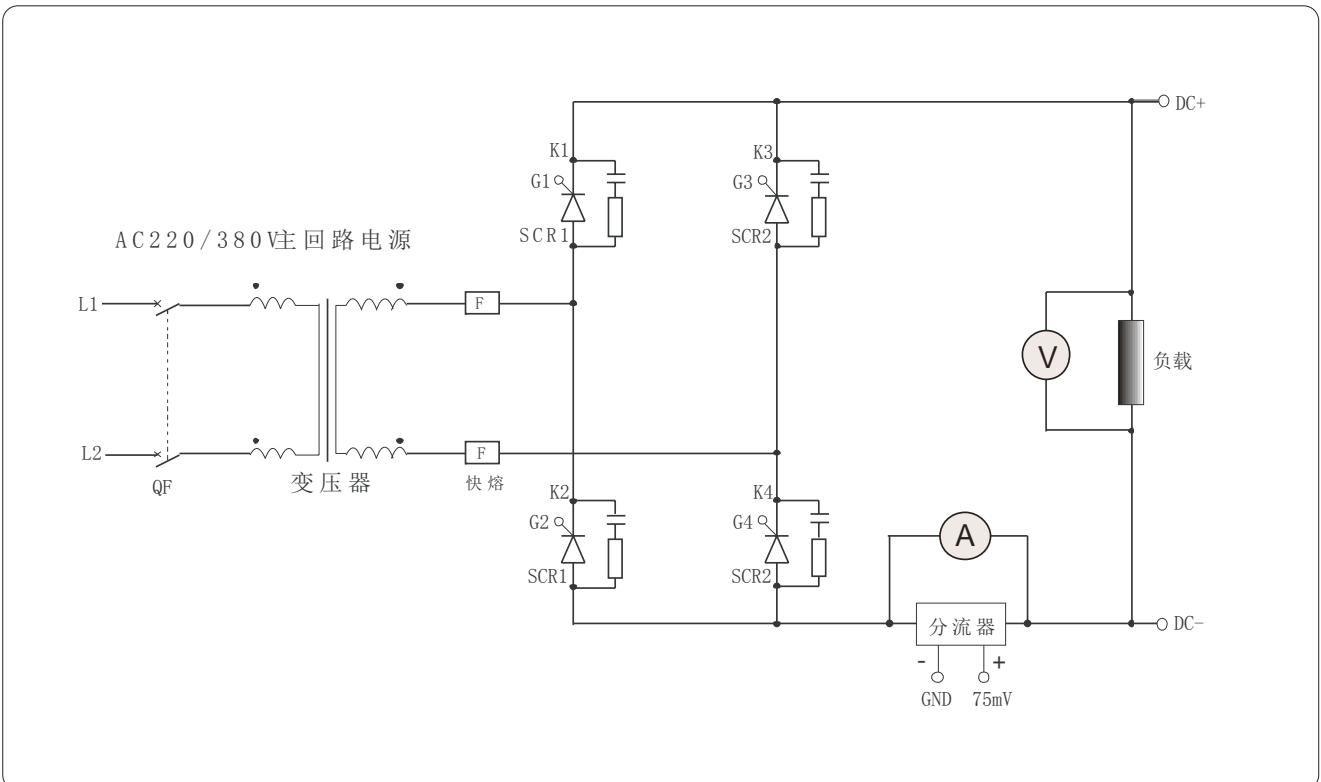 DC+
K1
K3
G1
G3
SCR1
SCR2
AC220/380V主回路电源
L1
F
V
负载
L2
F
QF
变压器
快熔
K2
K4
G2
G4
A
SCR1
SCR2
分流器
DC-
- +
GND 75mV